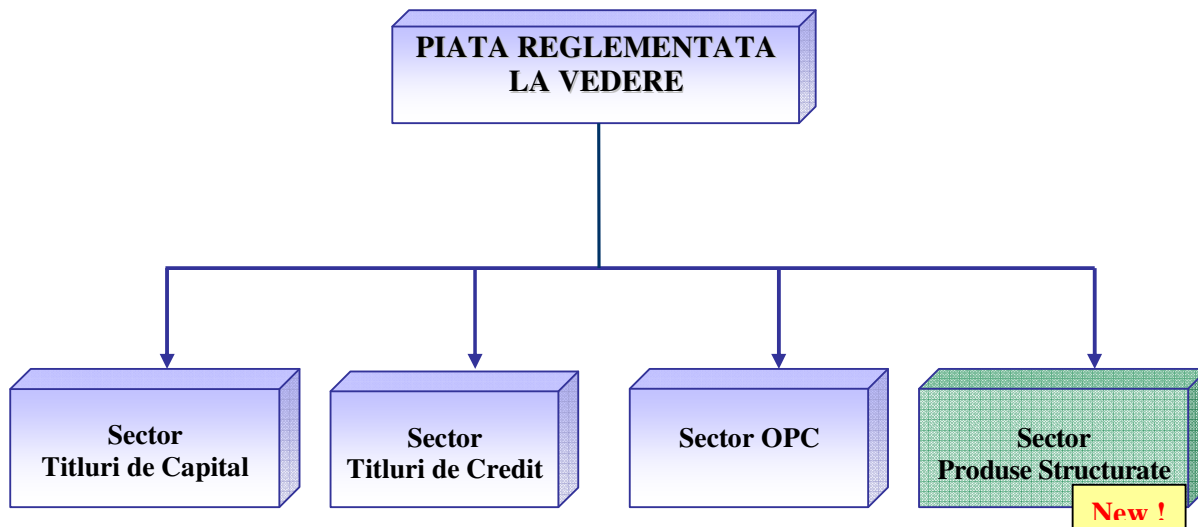 PIATA REGLEMENTATA
LA VEDERE
Sector
Titluri de Capital
Sector
Titluri de Credit
Sector OPC
Sector
Produse Structurate
New !